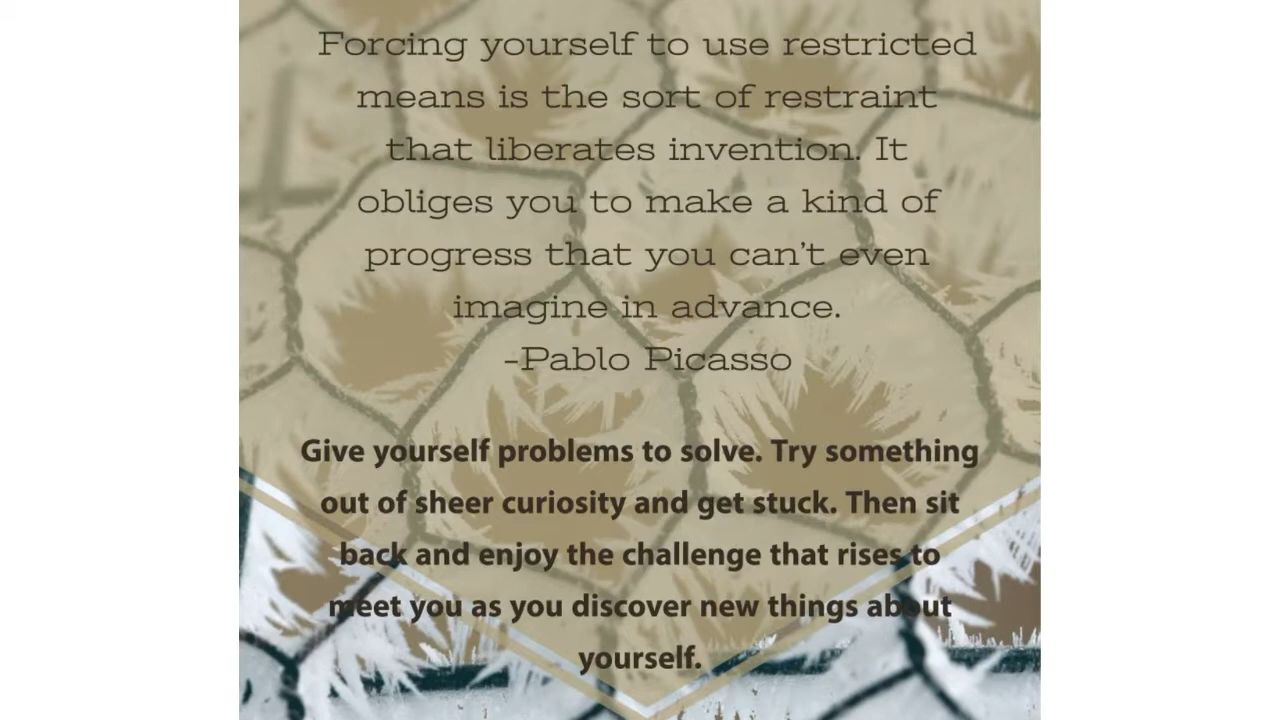 Forcing yourself to use restricted
means is the sort of restraint
that liberates invention. It
obliges you to make a kind of
progress that you can't even
imagine in advance.
-Pablo Picasso
Give yourself problems to solve. Try something
out of sheer curiosity and get stuck. Then sit
back and enjoy the challenge that rises to
meet you as you discover new things about
yourself.